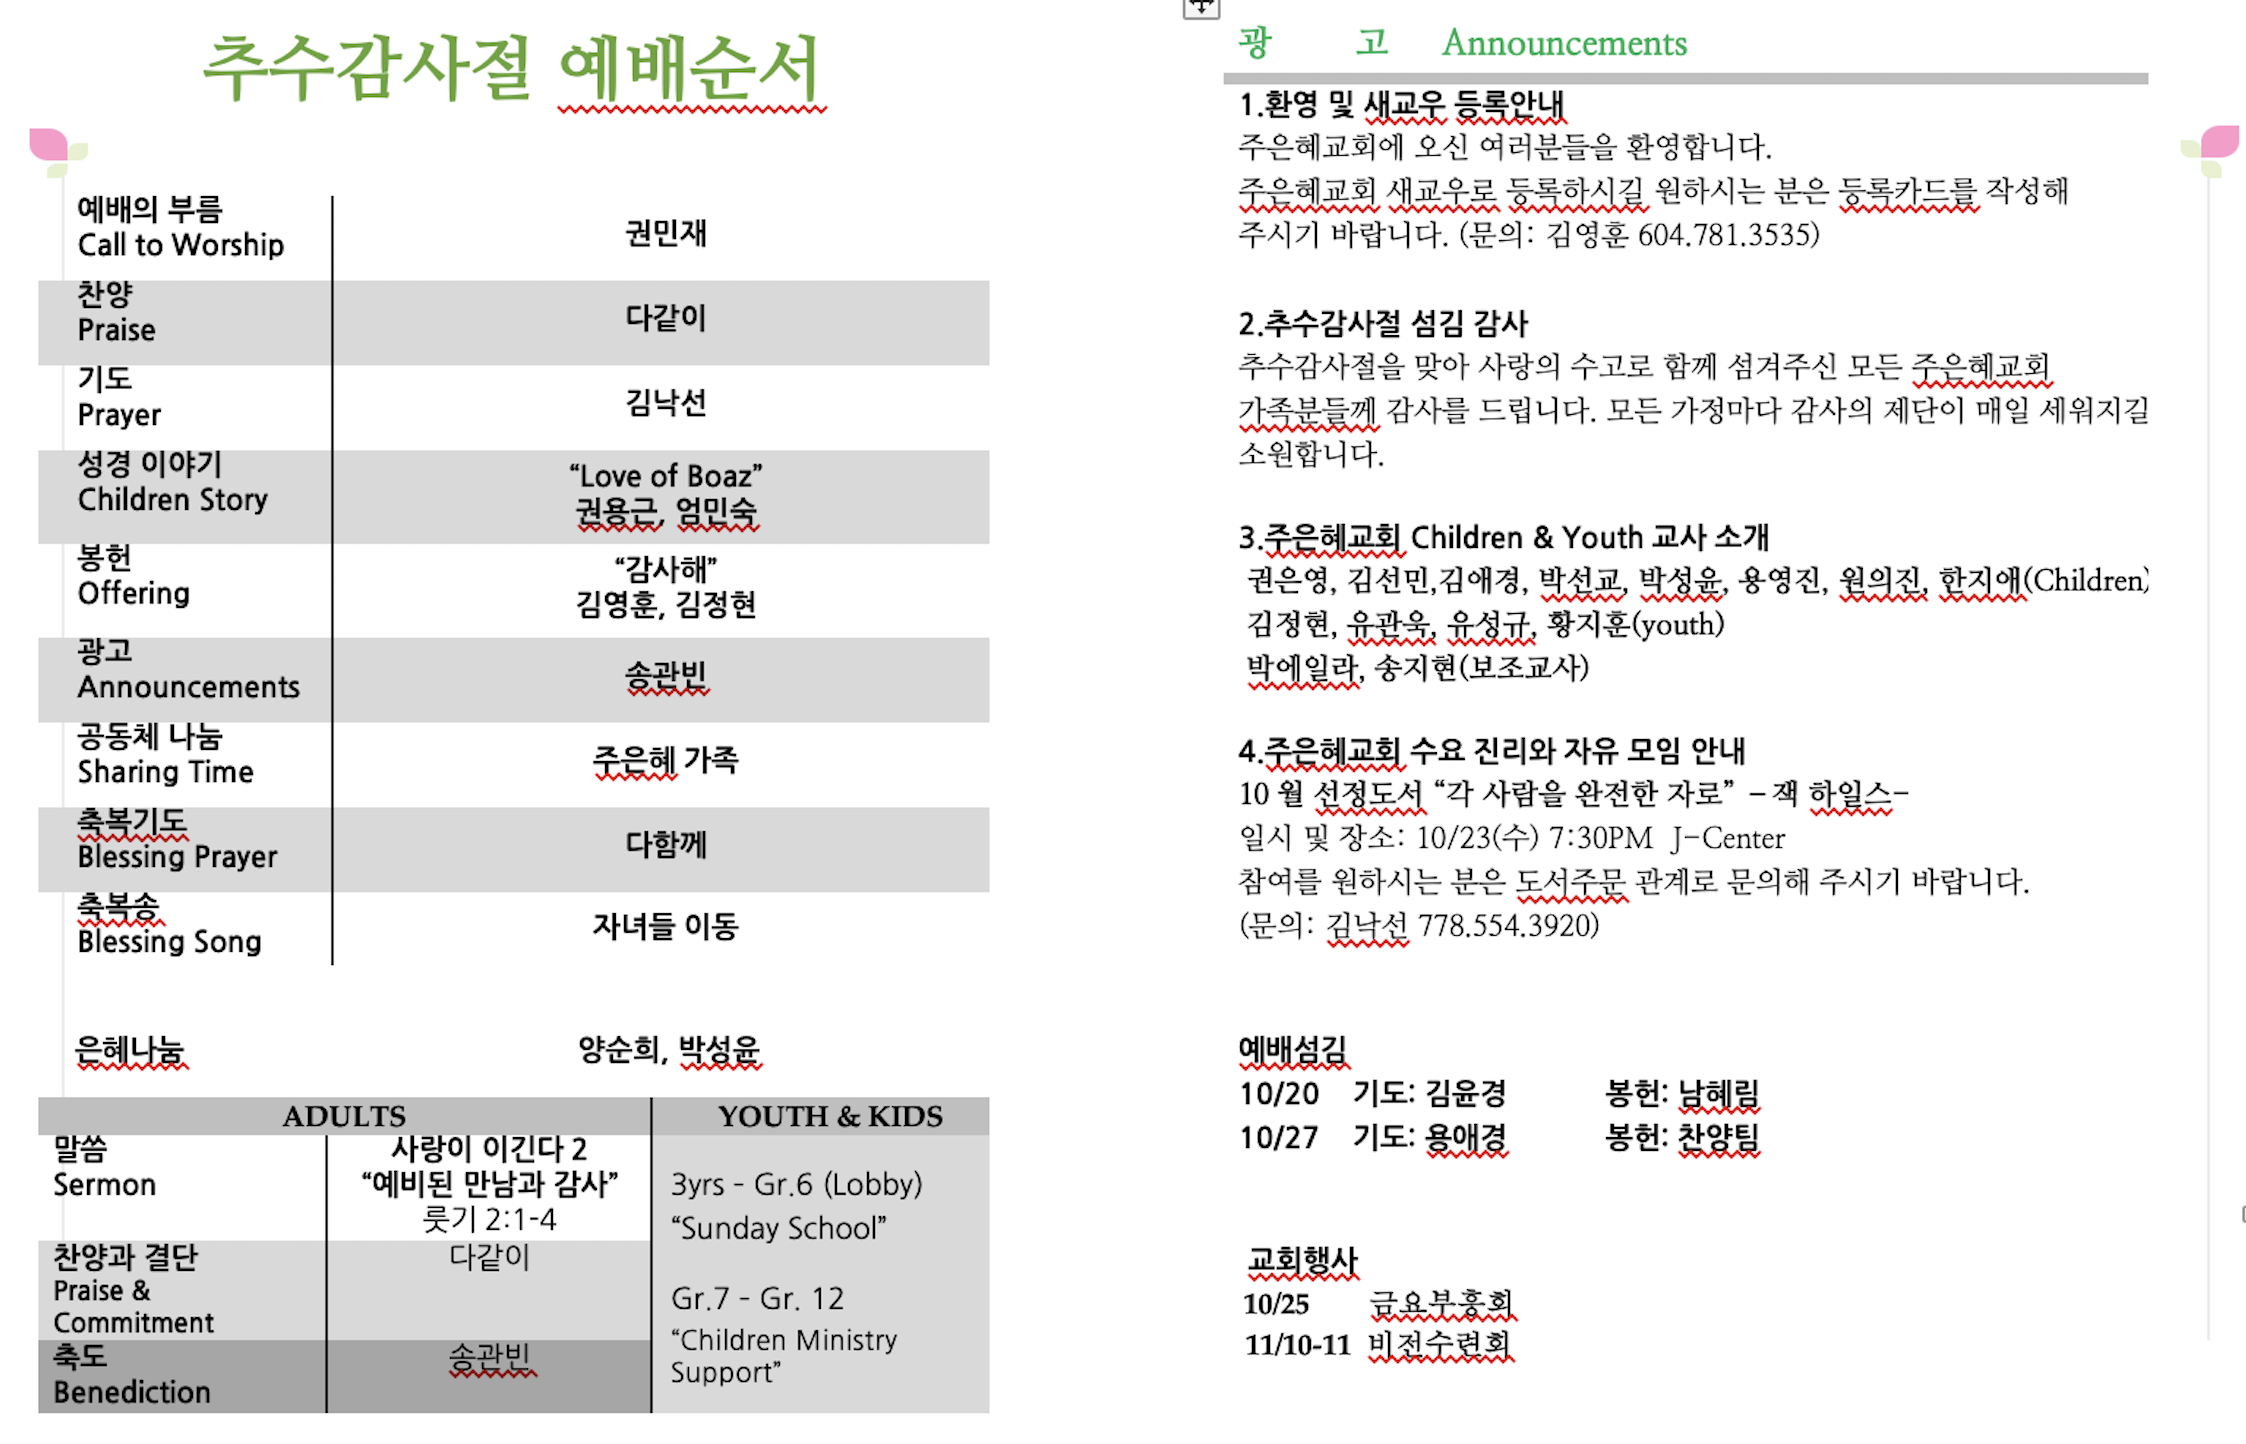 추수감사절 예배순서
예배의 부름
Call to Worship
권민재
찬양
Praise
다같이
기도
Prayer
김낙선
성경 이야기
Children Story
“Love of Boaz”
권용근, 엄민숙
봉헌
Offering
“감사해”
김영훈, 김정현
광고
Announcements
송관빈
공동체 나눔
Sharing Time
주은혜 가족
축복기도
Blessing Prayer
다함께
축복송
Blessing Song
자녀들 이동
은혜나눔 양순희, 박성윤
ADULTS
YOUTH & KIDS
말씀
Sermon
사랑이 이긴다 2
“예비된 만남과 감사”
룻기 2:1-4
찬양과 결단
Praise &
Commitment
다같이
축도
Benediction
송관빈
3yrs - Gr.6 (Lobby)
“Sunday School”
Gr.7 - Gr. 12
“Children Ministry
Support”
광 고 Announcements
1.환영 및 새교우 등록안내
주은혜교회에 오신 여러분들을 환영합니다.
주은혜교회 새교우로 등록하시길 원하시는 분은 등록카드를 작성해
주시기 바랍니다. (문의: 김영훈 604.781.3535)
2.추수감사절 섬김 감사
추수감사절을 맞아 사랑의 수고로 함께 섬겨주신 모든 주은혜교회
가족분들께 감사를 드립니다. 모든 가정마다 감사의 제단이 매일 세워지길
소원합니다.
3.주은혜교회 Children & Youth 교사 소개
권은영, 김선민,김애경, 박선교, 박성윤, 용영진, 원의진, 한지애(Children)
김정현, 유관욱, 유성규, 황지훈(youth)
박에일라, 송지현(보조교사)
4.주은혜교회 수요 진리와 자유 모임 안내
10 월 선정도서 “각 사람을 완전한 자로” – 잭 하일스-
일시 및 장소: 10/23(수) 7:30PM J-Center
참여를 원하시는 분은 도서주문 관계로 문의해 주시기 바랍니다.
(문의: 김낙선 778.554.3920)
예배섬김
10/20 기도: 김윤경 봉헌: 남혜림
10/27 기도: 용애경 봉헌: 찬양팀
교회행사
10/25 금요부흥회
11/10-11 비전수련회